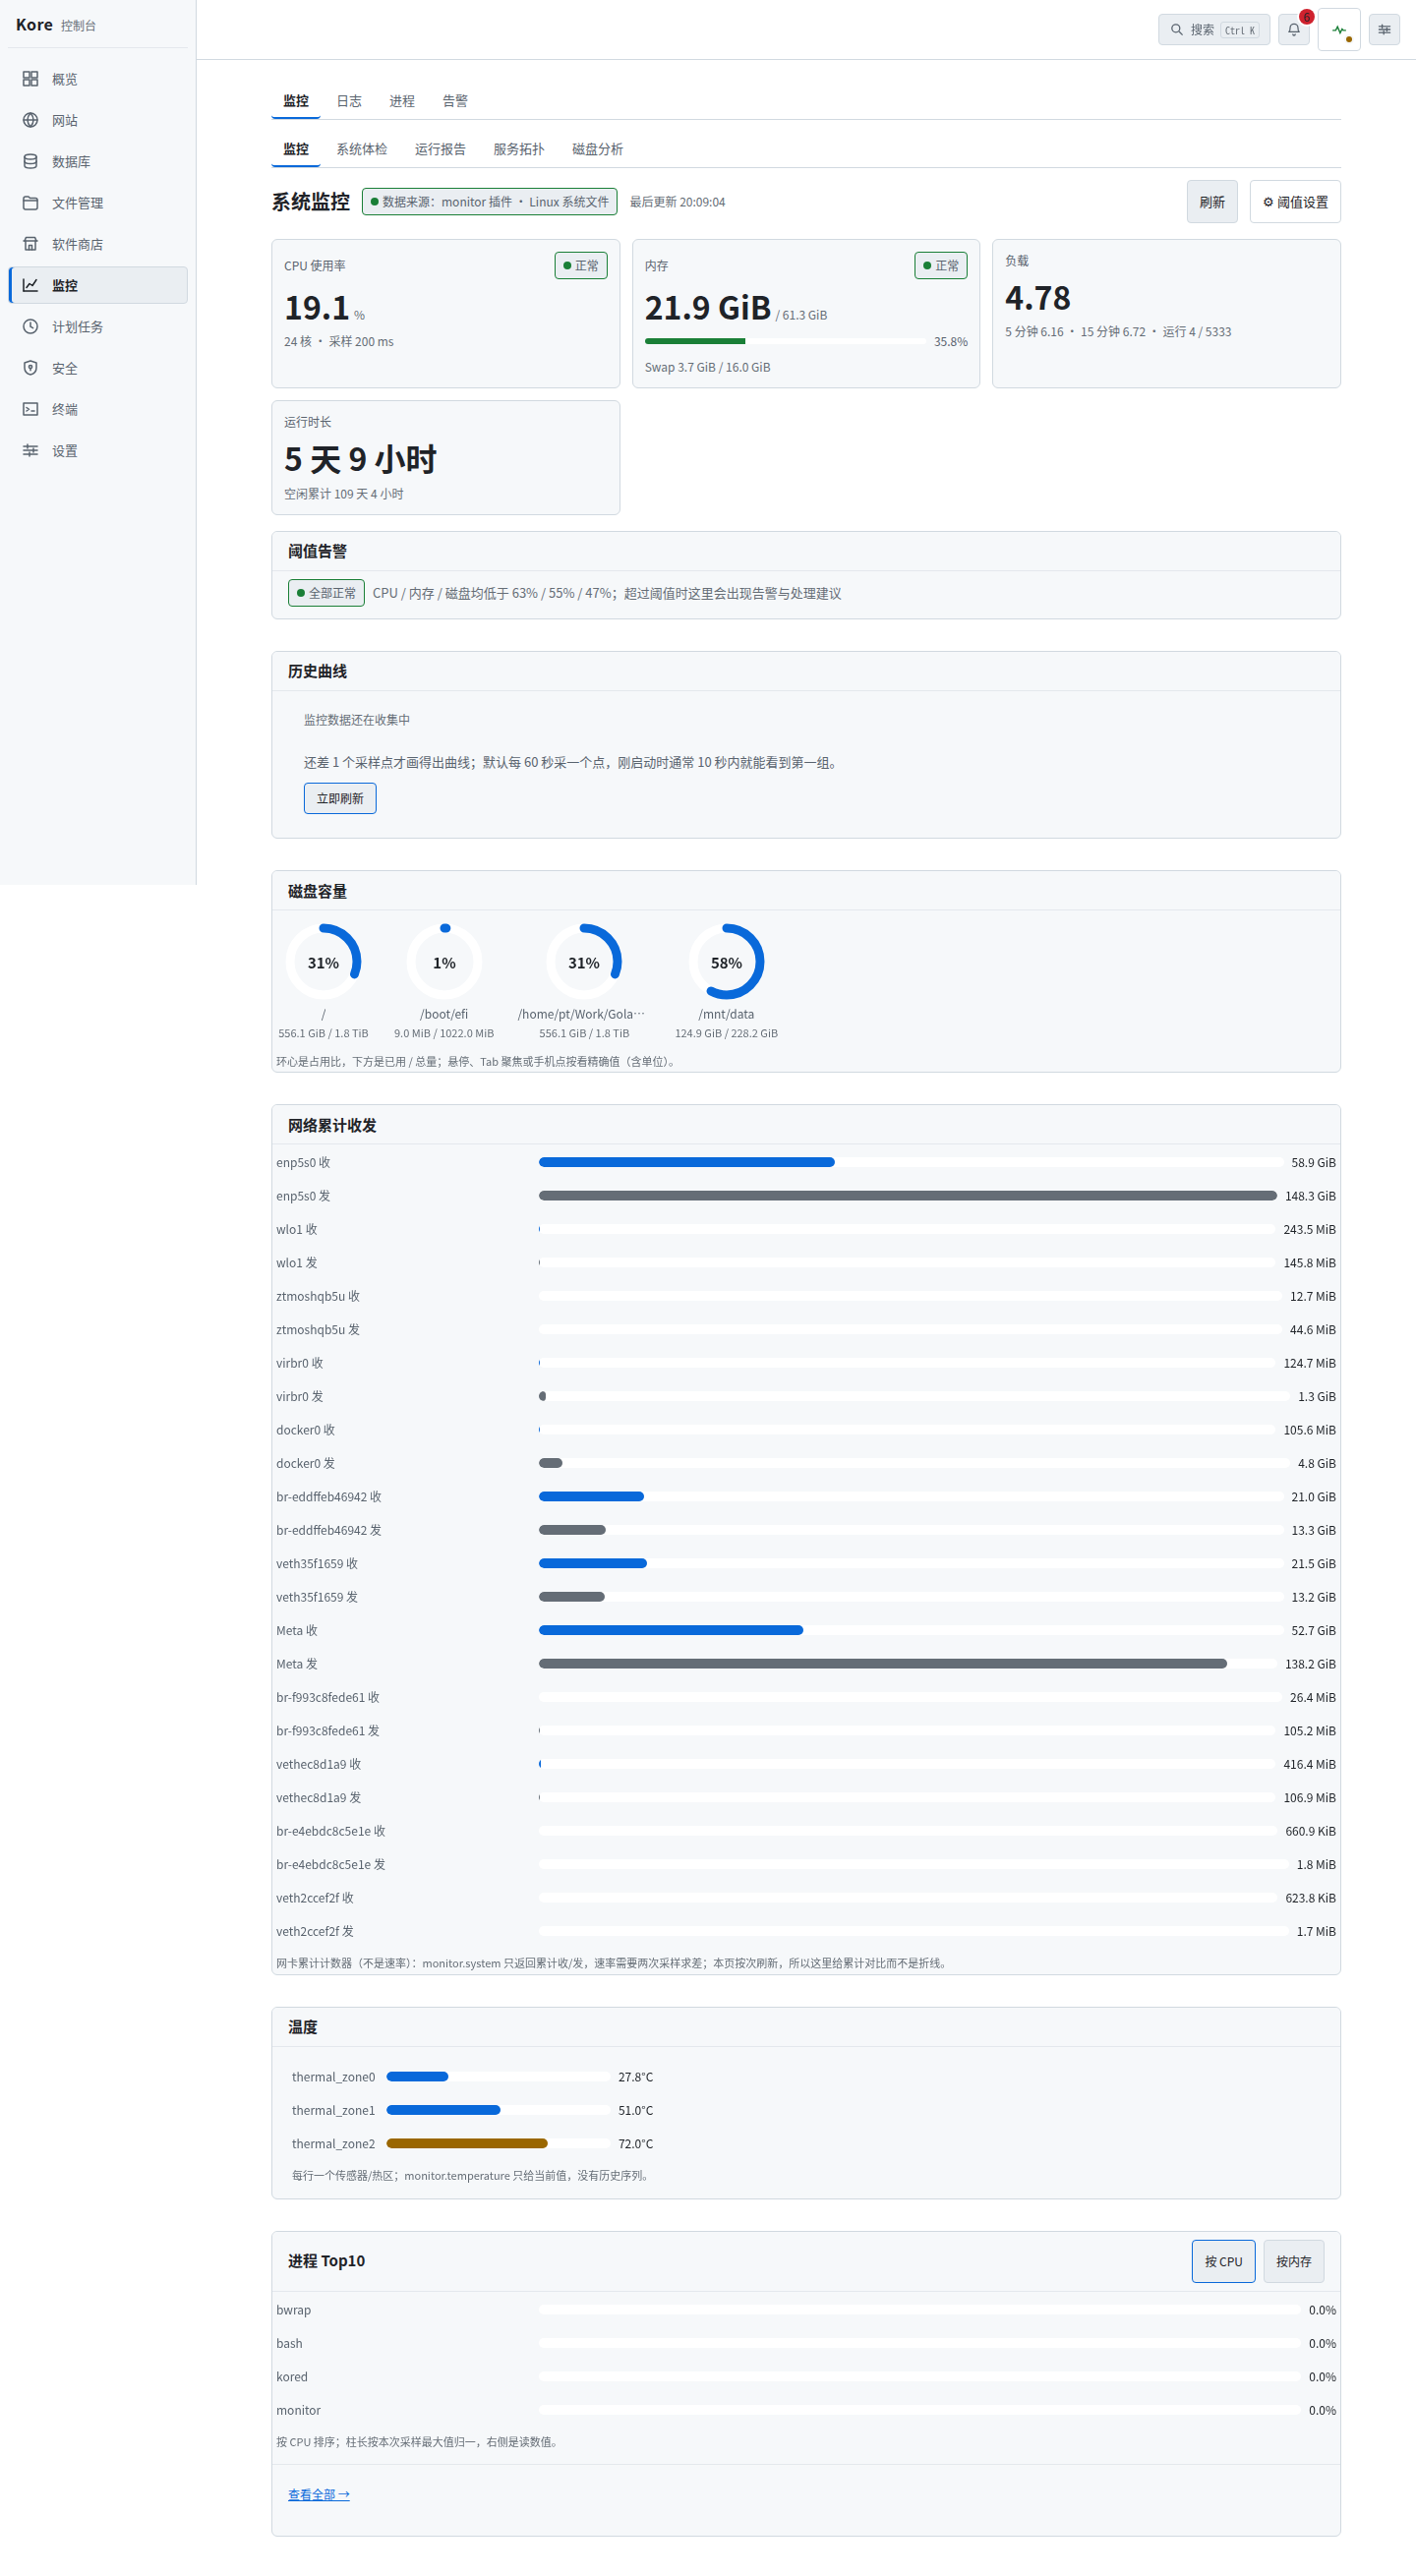 Kore 控制台
搜索 Ctrl K
6
概览
网站
数据库
文件管理
软件商店
监控
计划任务
安全
终端
设置
监控 日志 进程 告警
监控 系统体检 运行报告 服务拓扑 磁盘分析
系统监控 数据来源：monitor 插件 · Linux 系统文件 最后更新 20:09:04 刷新 ⚙ 阈值设置
CPU 使用率 正常
19.1 %
24 核 · 采样 200 ms
内存 正常
21.9 GiB / 61.3 GiB
35.8%
Swap 3.7 GiB / 16.0 GiB
负载
4.78
5 分钟 6.16 · 15 分钟 6.72 · 运行 4 / 5333
运行时长
5 天 9 小时
空闲累计 109 天 4 小时
阈值告警
全部正常 CPU / 内存 / 磁盘均低于 63% / 55% / 47%；超过阈值时这里会出现告警与处理建议
历史曲线
监控数据还在收集中
还差 1 个采样点才画得出曲线；默认每 60 秒采一个点，刚启动时通常 10 秒内就能看到第一组。
立即刷新
磁盘容量
31% 1% 31% 58%
/ /boot/efi /home/pt/Work/Gola… /mnt/data
556.1 GiB / 1.8 TiB 9.0 MiB / 1022.0 MiB 556.1 GiB / 1.8 TiB 124.9 GiB / 228.2 GiB
环心是占用比，下方是已用 / 总量；悬停、Tab 聚焦或手机点按看精确值（含单位）。
网络累计收发
enp5s0 收 58.9 GiB
enp5s0 发 148.3 GiB
wlo1 收 243.5 MiB
wlo1 发 145.8 MiB
ztmoshqb5u 收 12.7 MiB
ztmoshqb5u 发 44.6 MiB
virbr0 收 124.7 MiB
virbr0 发 1.3 GiB
docker0 收 105.6 MiB
docker0 发 4.8 GiB
br-eddffeb46942 收 21.0 GiB
br-eddffeb46942 发 13.3 GiB
veth35f1659 收 21.5 GiB
veth35f1659 发 13.2 GiB
Meta 收 52.7 GiB
Meta 发 138.2 GiB
br-f993c8fede61 收 26.4 MiB
br-f993c8fede61 发 105.2 MiB
vethec8d1a9 收 416.4 MiB
vethec8d1a9 发 106.9 MiB
br-e4ebdc8c5e1e 收 660.9 KiB
br-e4ebdc8c5e1e 发 1.8 MiB
veth2ccef2f 收 623.8 KiB
veth2ccef2f 发 1.7 MiB
网卡累计计数器（不是速率）：monitor.system 只返回累计收/发，速率需要两次采样求差；本页按次刷新，所以这里给累计对比而不是折线。
温度
thermal_zone0 27.8°C
thermal_zone1 51.0°C
thermal_zone2 72.0°C
每行一个传感器/热区；monitor.temperature 只给当前值，没有历史序列。
进程 Top10 按 CPU 按内存
bwrap 0.0%
bash 0.0%
kored 0.0%
monitor 0.0%
按 CPU 排序；柱长按本次采样最大值归一，右侧是读数值。
查看全部 →